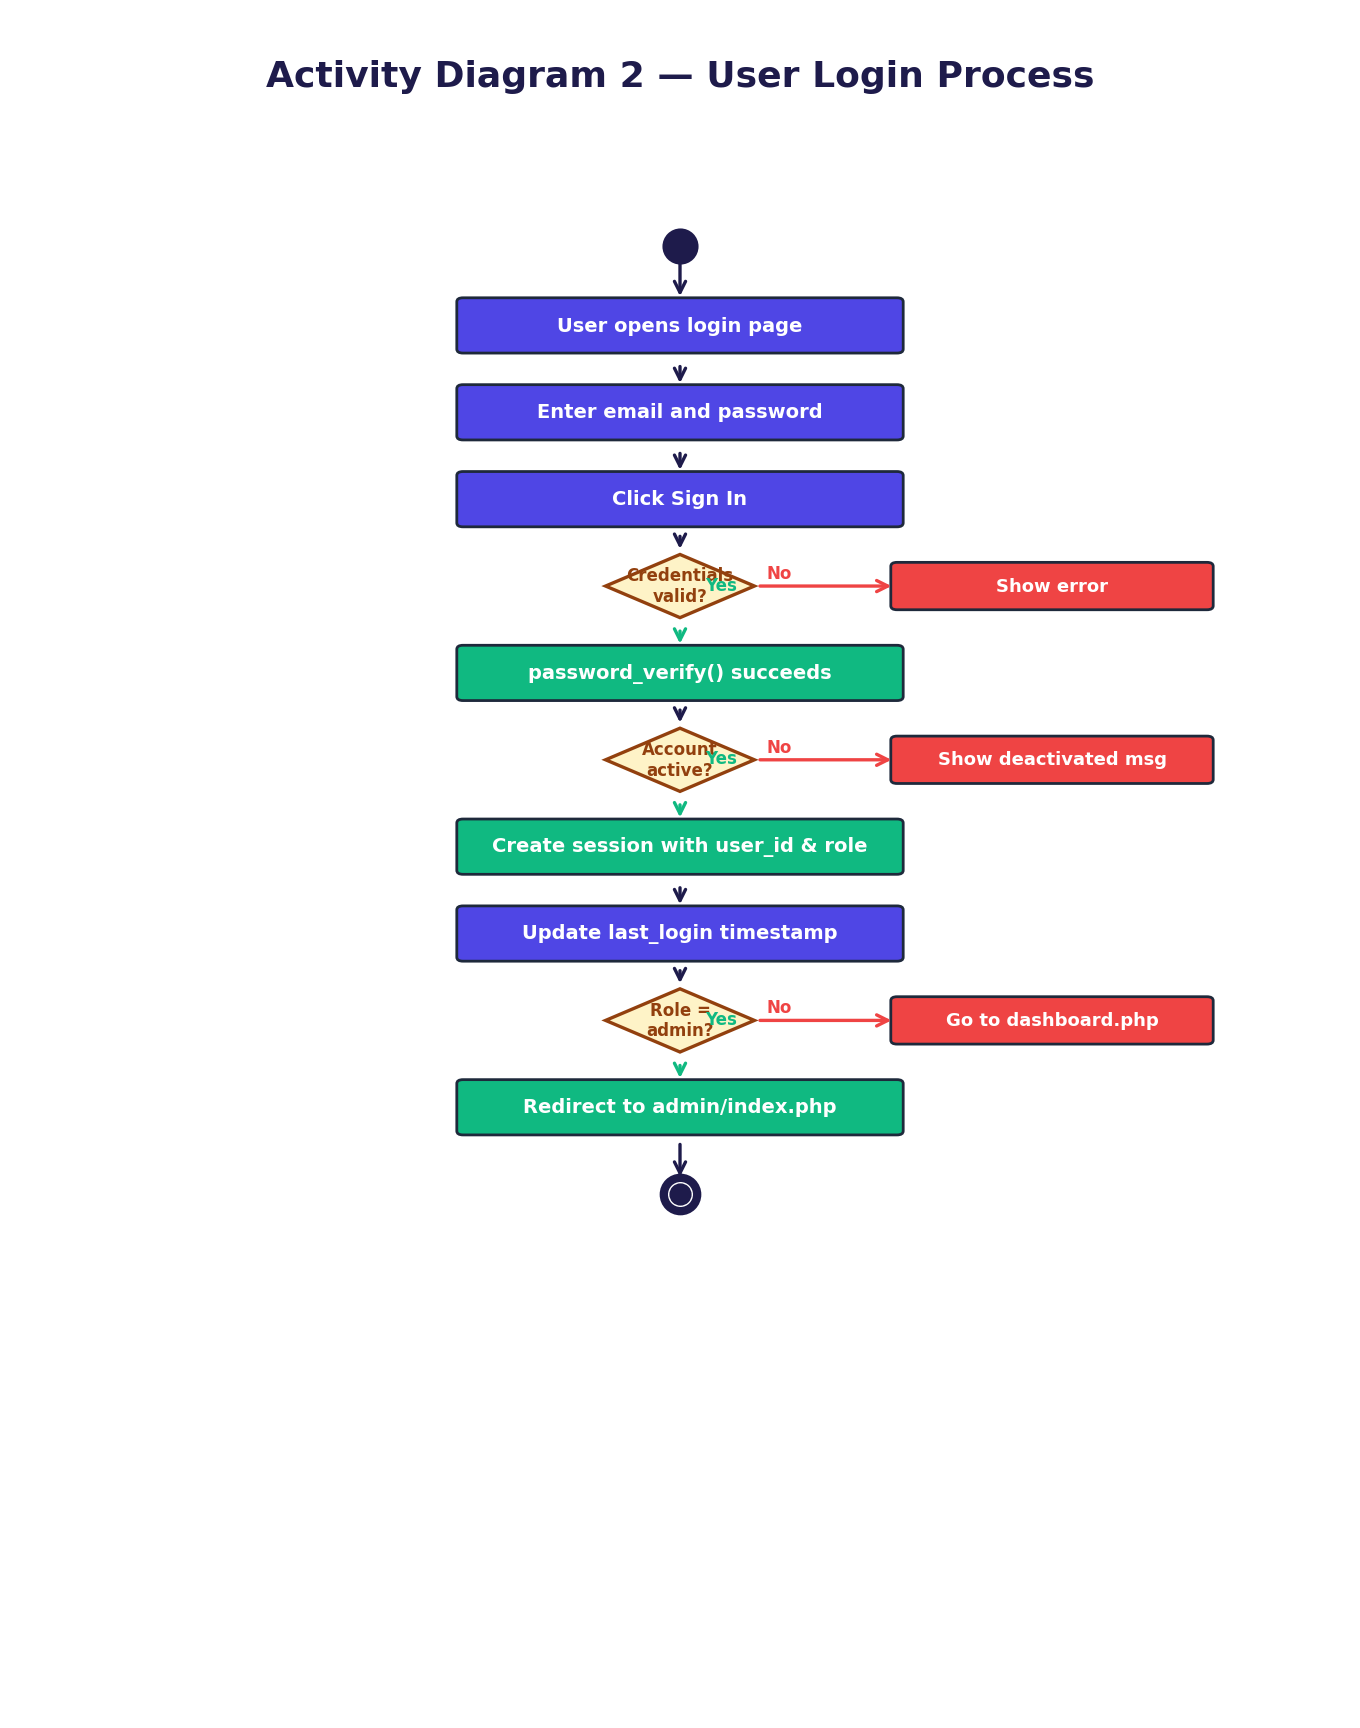 Activity Diagram 2 — User Login Process
User opens login page
Enter email and password
Click Sign In
Credentials
valid?
Yes
No
Show error
password_verify() succeeds
Account
active?
Yes
No
Show deactivated msg
Create session with user_id & role
Update last_login timestamp
Role =
admin?
Yes
No
Go to dashboard.php
Redirect to admin/index.php